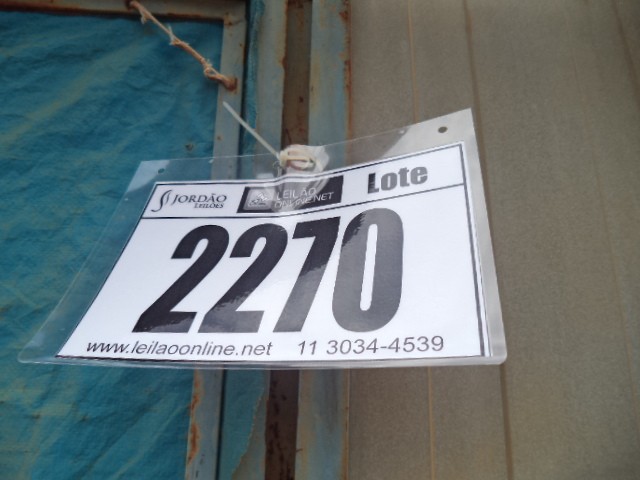 JORDÃO
LEILÕES
LEILÃO
ONLINE.NET
Lote
2270
www.leilaoonline.net 11 3034-4539